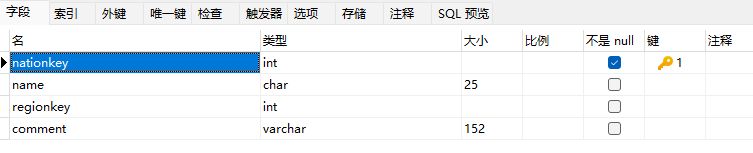 字段 索引 外键 唯一键 检查 触发器 选项 存储 注释 SQL 预览
名 类型 大小 比例 不是 null 键 注释
nationkey int 1
name char 25
regionkey int
comment varchar 152